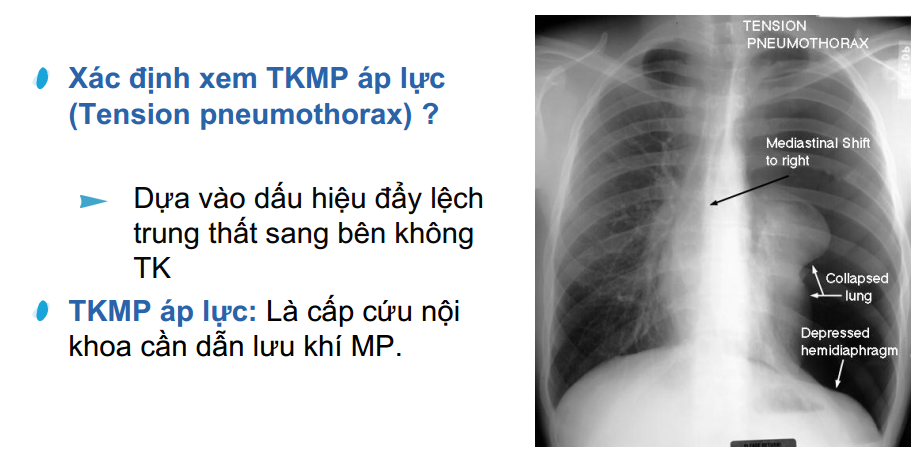 Xác định xem TKMP áp lực
(Tension pneumothorax) ?
Dựa vào dấu hiệu đẩy lệch
trung thất sang bên không
TK
TKMP áp lực: Là cấp cứu nội
khoa cần dẫn lưu khí MP.
TENSION
PNEUMOTHORAX
Mediastinal Shift
to right
Collapsed
lung
Depressed
hemidiaphragm